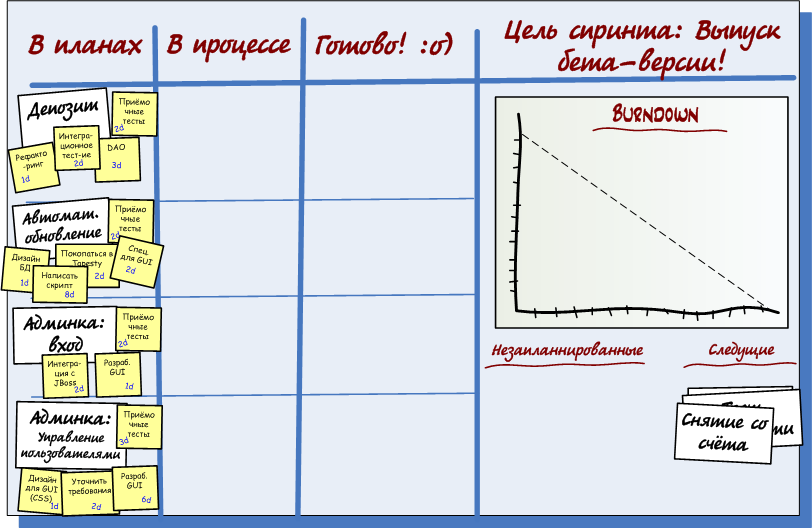 В планах
В процессе
Готово! :о)
Цель спринта: Выпуск
бета-версии!
Депозит
Приёмо
чные
тесты
2d
Интегра-
ционное
тест-ие
2d
DAO
3d
Рефакто
-ринг
1d
Автомат.
обновление
Приёмо
чные
тесты
2d
Дизайн
БД
1d
Покопаться в
Tapesty
2d
Спец.
для GUI
2d
Написать
скрипт
8d
Админка:
вход
Приёмо
чные
тесты
2d
Интегра-
ция с
JBoss
2d
Разраб.
GUI
1d
Админка:
Управление
пользователями
Приёмо
чные
тесты
3d
Дизайн
для GUI
(CSS)
1d
Уточнить
требования
2d
Разраб.
GUI
6d
BURNDOWN
Незапланнированные
Следущие
Снятие со
счёта